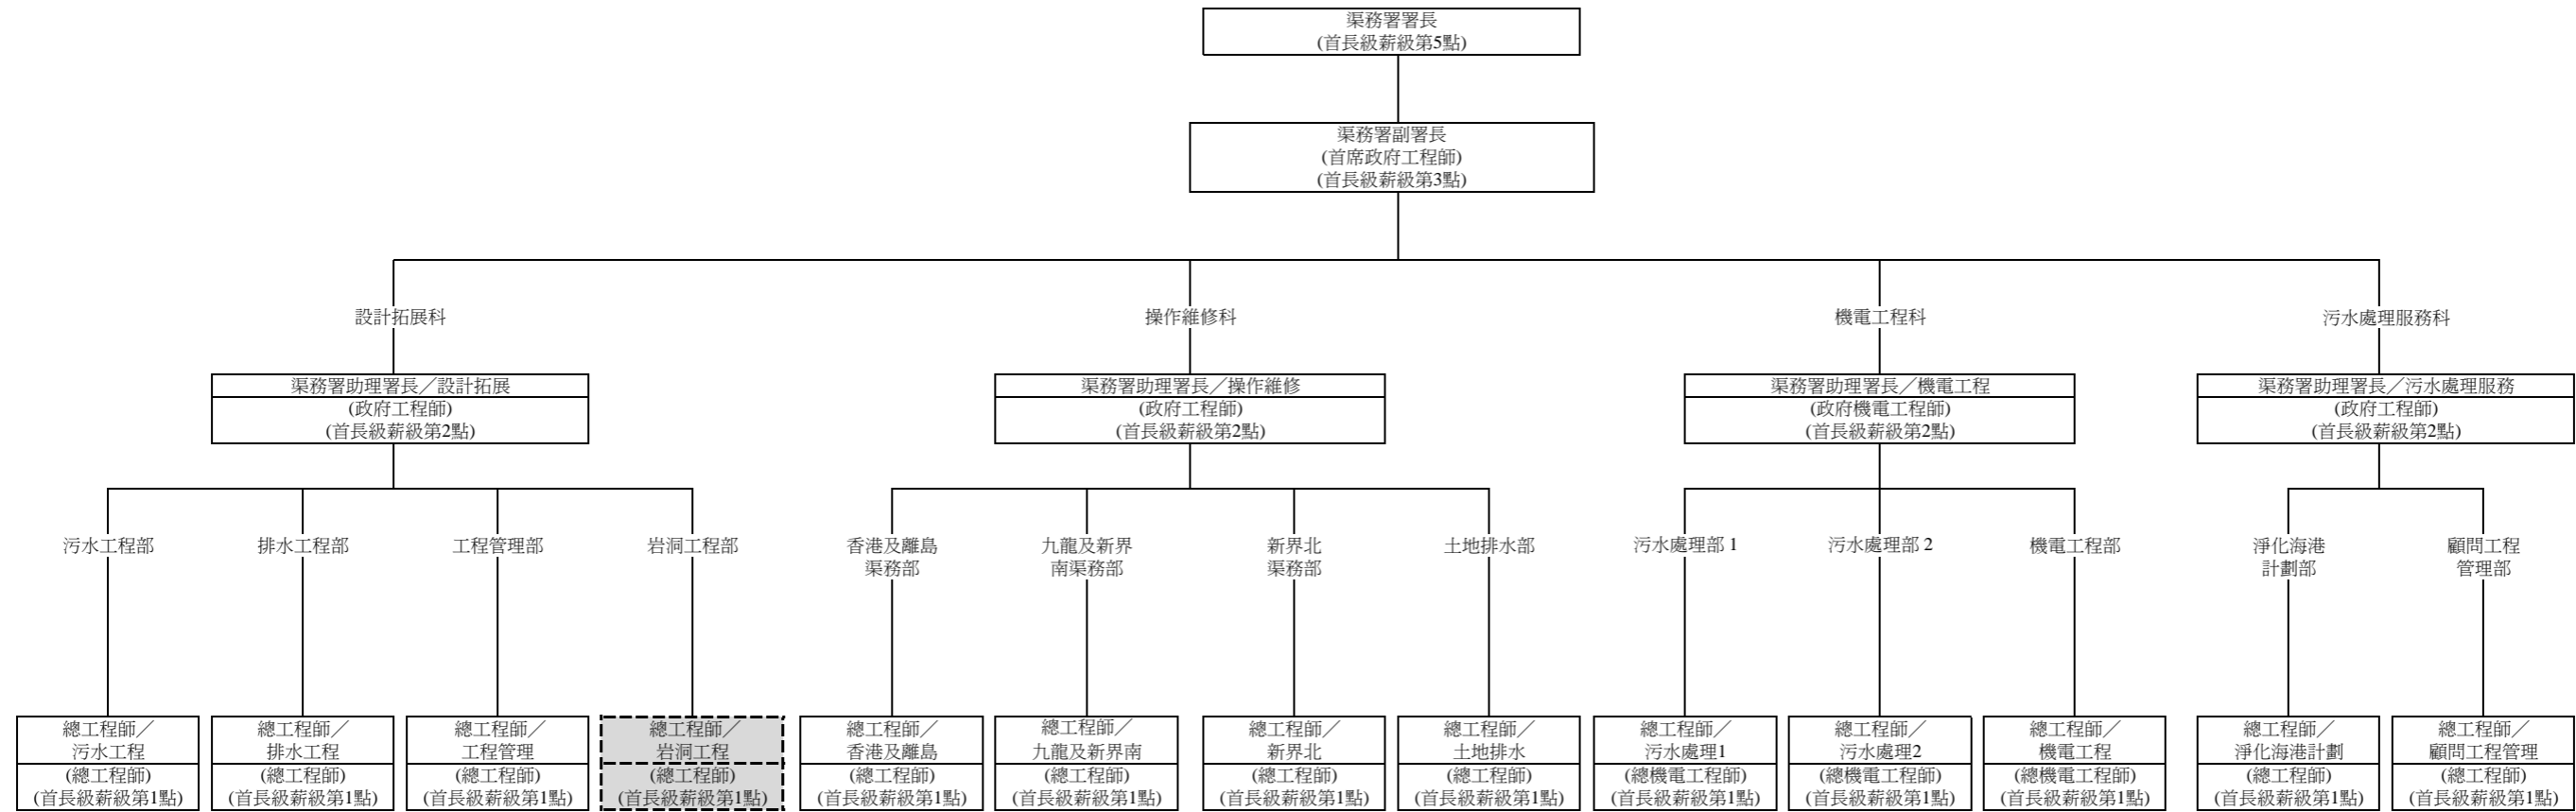 渠務署署長
(首長級薪級第5點)
渠務署副署長
(首席政府工程師)
(首長級薪級第3點)
設計拓展科
操作維修科
機電工程科
污水處理服務科
渠務署助理署長／設計拓展
(政府工程師)
(首長級薪級第2點)
渠務署助理署長／操作維修
(政府工程師)
(首長級薪級第2點)
渠務署助理署長／機電工程
(政府機電工程師)
(首長級薪級第2點)
渠務署助理署長／污水處理服務
(政府工程師)
(首長級薪級第2點)
污水工程部
排水工程部
工程管理部
岩洞工程部
香港及離島
渠務部
九龍及新界
南渠務部
新界北
渠務部
土地排水部
污水處理部 1
污水處理部 2
機電工程部
淨化海港
計劃部
顧問工程
管理部
總工程師／
污水工程
(總工程師)
(首長級薪級第1點)
總工程師／
排水工程
(總工程師)
(首長級薪級第1點)
總工程師／
工程管理
(總工程師)
(首長級薪級第1點)
總工程師／
岩洞工程
(總工程師)
(首長級薪級第1點)
總工程師／
香港及離島
(總工程師)
(首長級薪級第1點)
總工程師／
九龍及新界南
(總工程師)
(首長級薪級第1點)
總工程師／
新界北
(總工程師)
(首長級薪級第1點)
總工程師／
土地排水
(總工程師)
(首長級薪級第1點)
總工程師／
污水處理1
(總機電工程師)
(首長級薪級第1點)
總工程師／
污水處理2
(總機電工程師)
(首長級薪級第1點)
總工程師／
機電工程
(總機電工程師)
(首長級薪級第1點)
總工程師／
淨化海港計劃
(總工程師)
(首長級薪級第1點)
總工程師／
顧問工程管理
(總工程師)
(首長級薪級第1點)